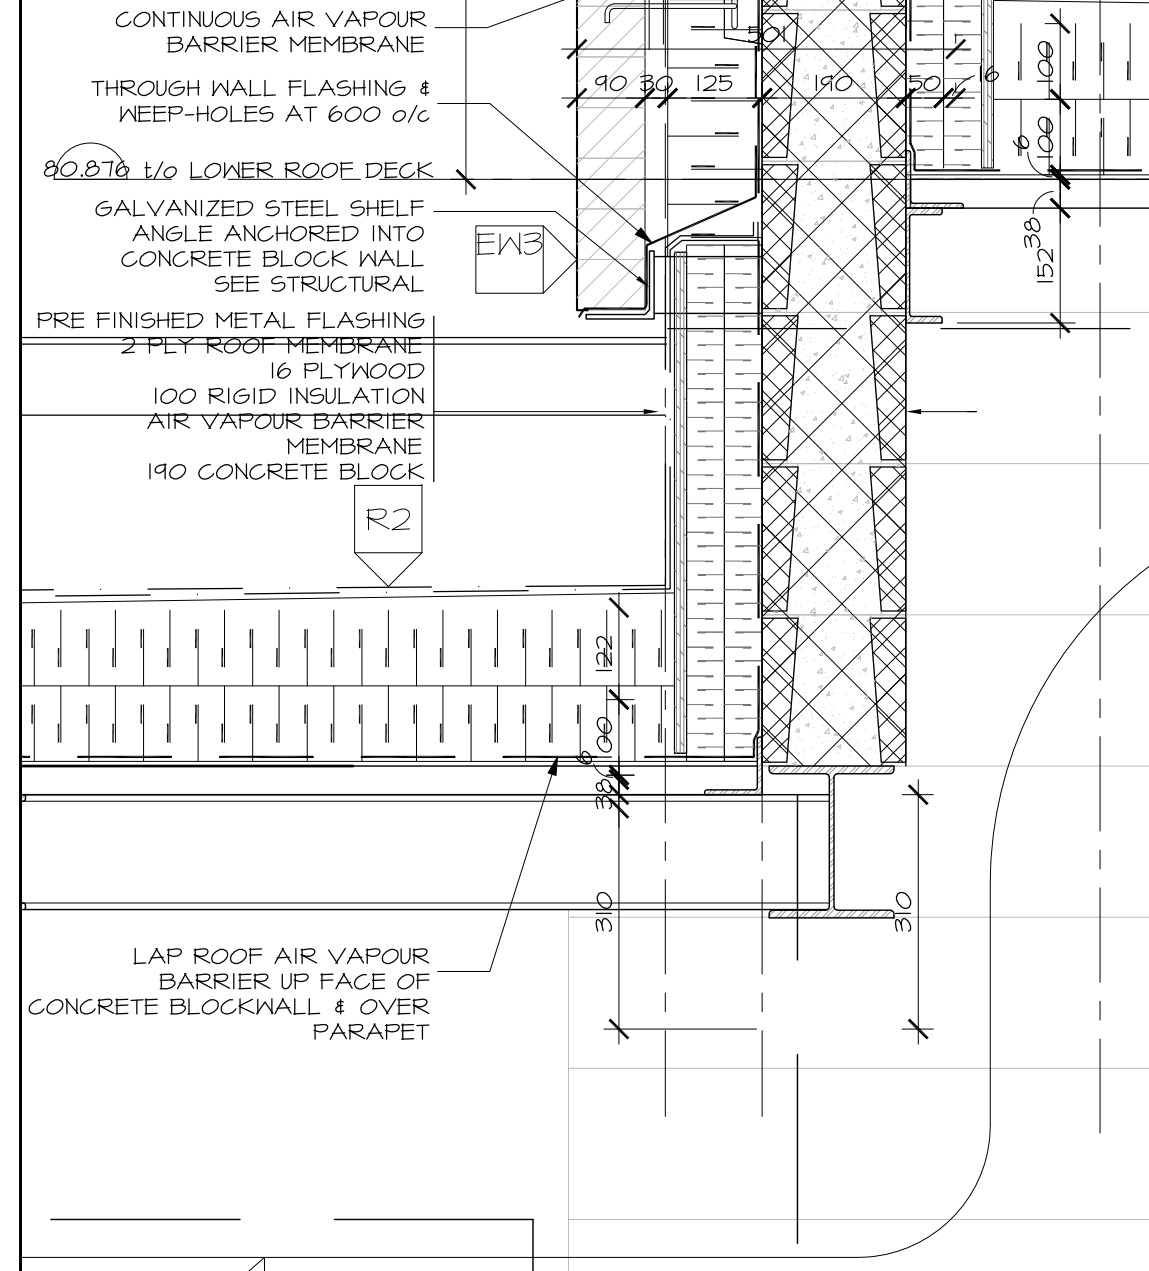 CONTINUOUS AIR VAPOUR
BARRIER MEMBRANE
THROUGH WALL FLASHING &
WEEP-HOLES AT 600 o/c
80.876 t/o LOWER ROOF DECK
GALVANIZED STEEL SHELF
ANGLE ANCHORED INTO
CONCRETE BLOCK WALL
SEE STRUCTURAL
PRE FINISHED METAL FLASHING
2 PLY ROOF MEMBRANE
16 PLYWOOD
100 RIGID INSULATION
AIR VAPOUR BARRIER
MEMBRANE
190 CONCRETE BLOCK
R2
EW3
501
90 30 125 190 50 16
100
100
6
38
152
122
100
6
38
310
310
LAP ROOF AIR VAPOUR
BARRIER UP FACE OF
CONCRETE BLOCKWALL & OVER
PARAPET